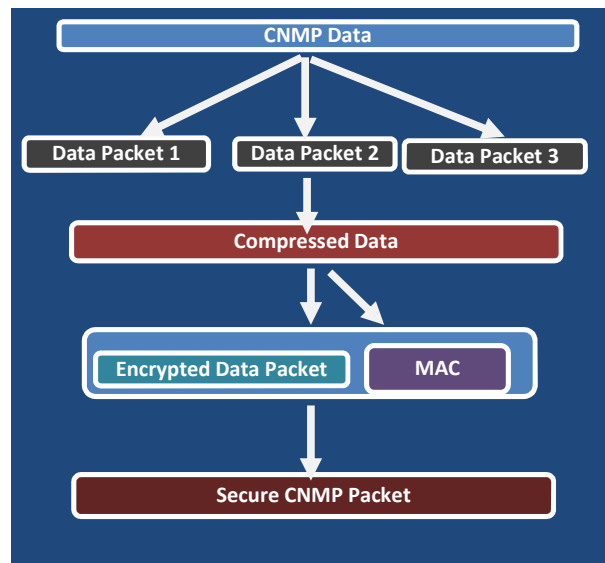 CNMP Data
Data Packet 1
Data Packet 2
Data Packet 3
Compressed Data
Encrypted Data Packet
MAC
Secure CNMP Packet